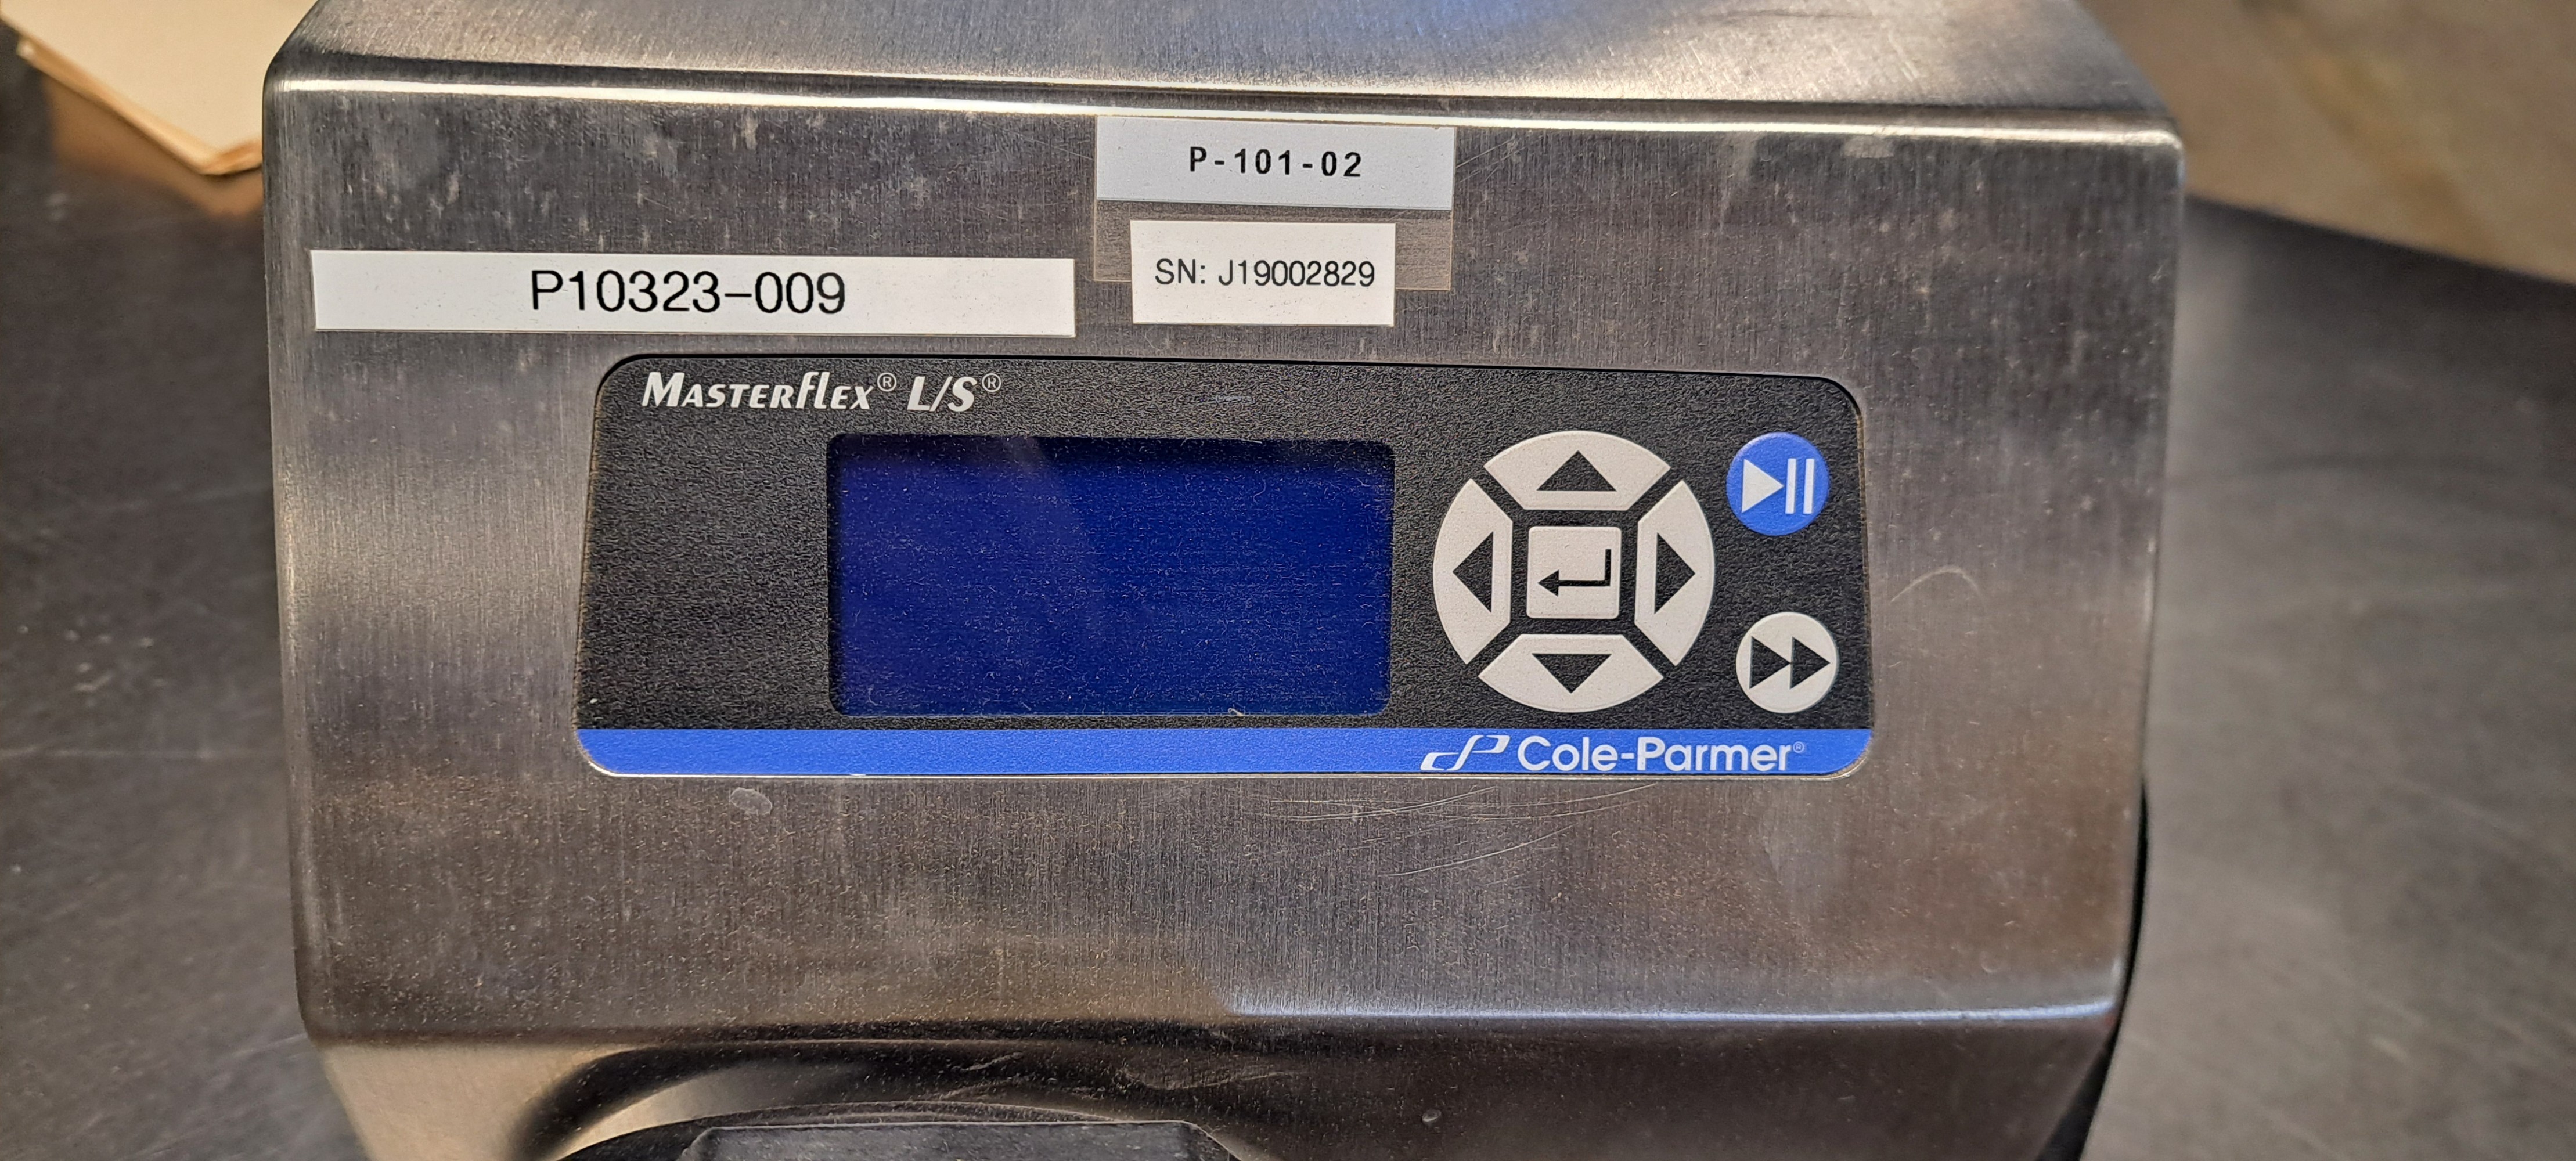 P-101-02
SN: J19002829
P10323-009
MASTERFLEX® L/S®
Cole-Parmer®